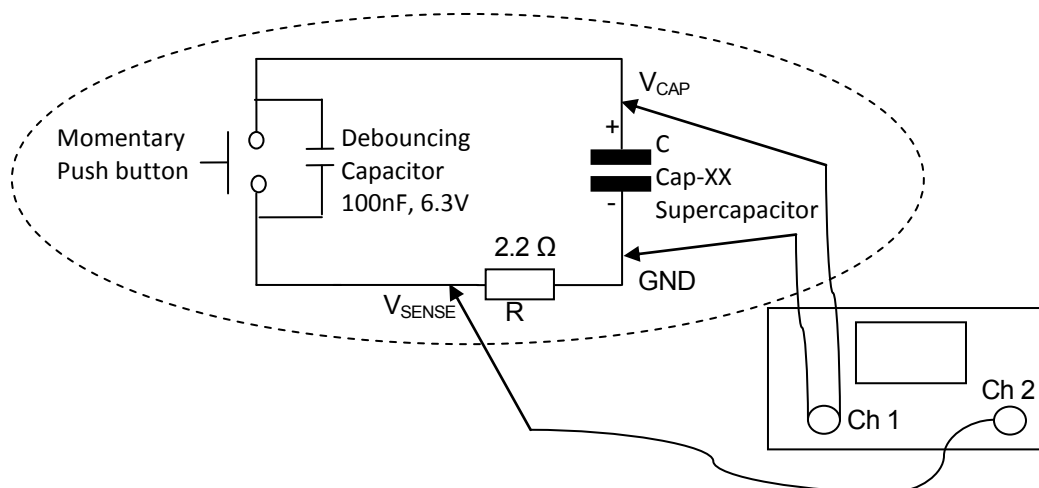 V_CAP
Momentary
Push button
Debouncing
Capacitor
100nF, 6.3V
+
C
Cap-XX
Supercapacitor
-
2.2 Ω
R
GND
V_SENSE
Ch 1
Ch 2